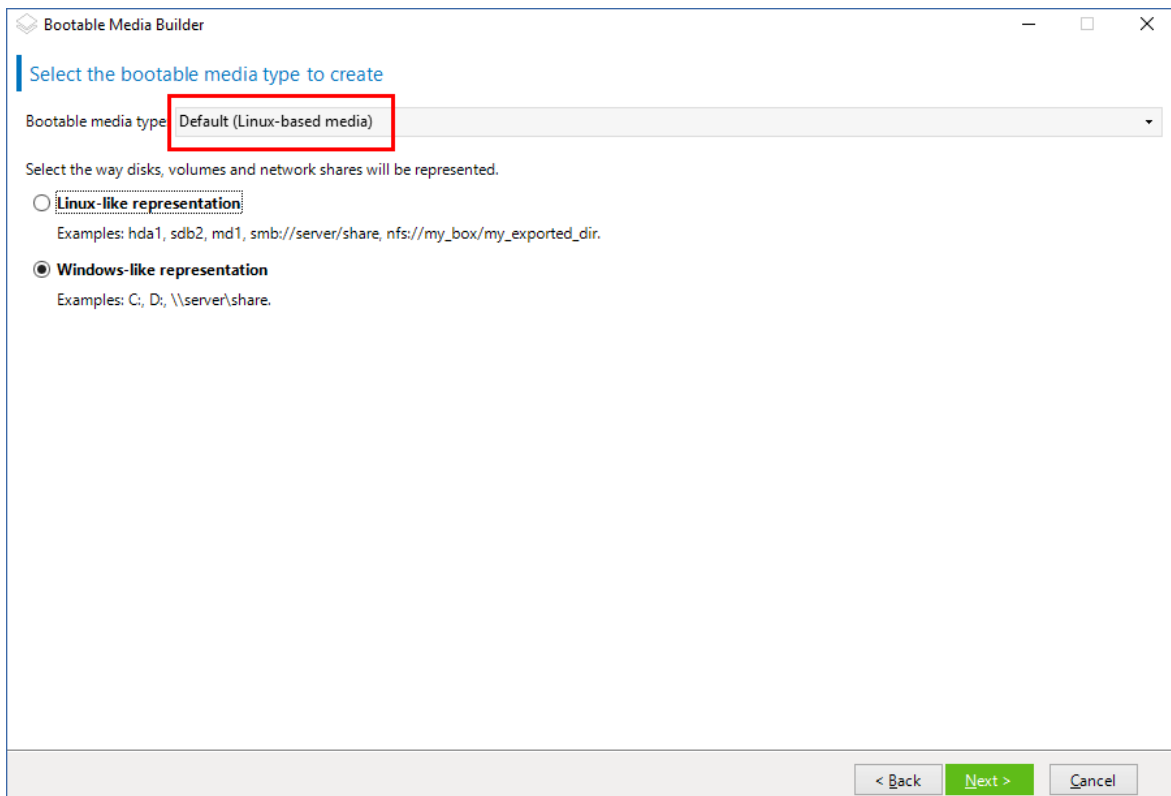 Bootable Media Builder
Select the bootable media type to create
Bootable media type Default (Linux-based media)
Select the way disks, volumes and network shares will be represented.
Linux-like representation
Examples: hda1, sdb2, md1, smb://server/share, nfs://my_box/my_exported_dir.
Windows-like representation
Examples: C:, D:, \\server\share.
< Back Next > Cancel